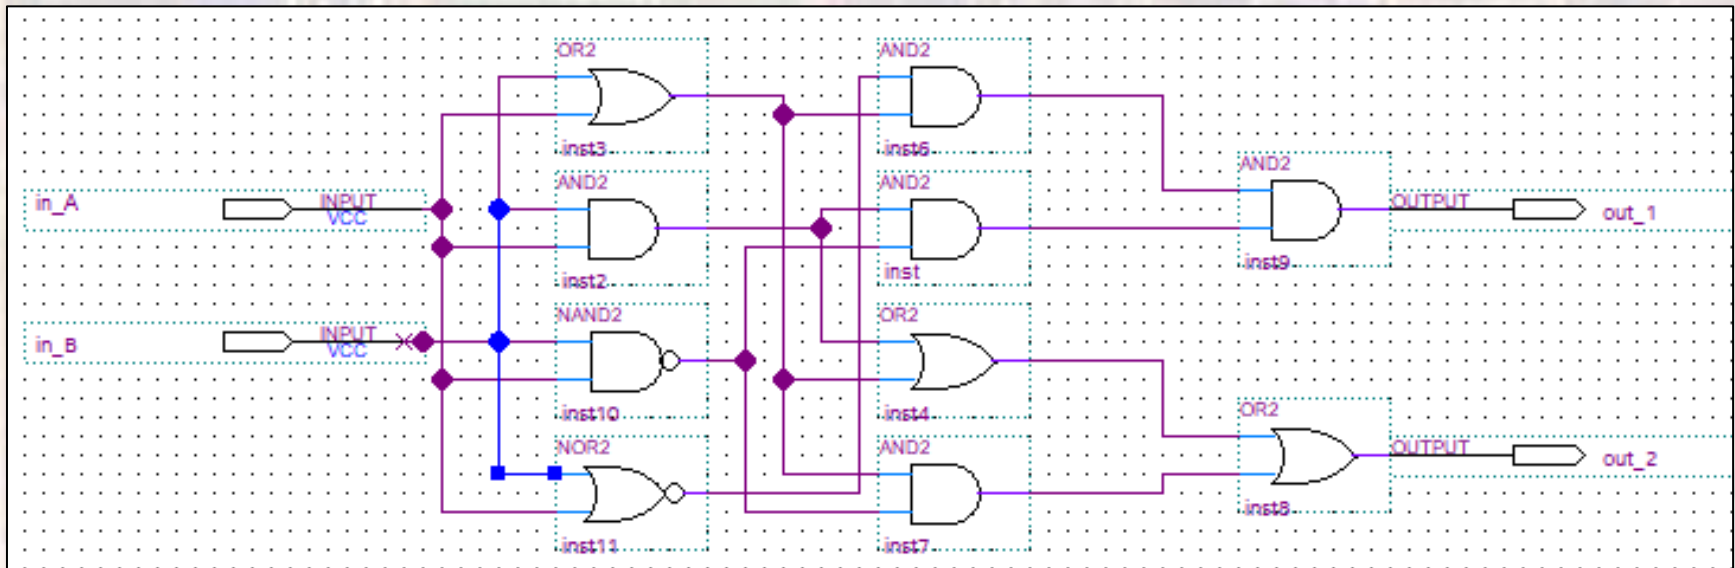 OR2
inst3
AND2
inst6
in_A
INPUT
VCC
AND2
inst2
AND2
inst
AND2
inst9
OUTPUT
out_1
in_B
INPUT
VCC
NAND2
inst10
OR2
inst4
NOR2
inst11
AND2
inst7
OR2
inst8
OUTPUT
out_2